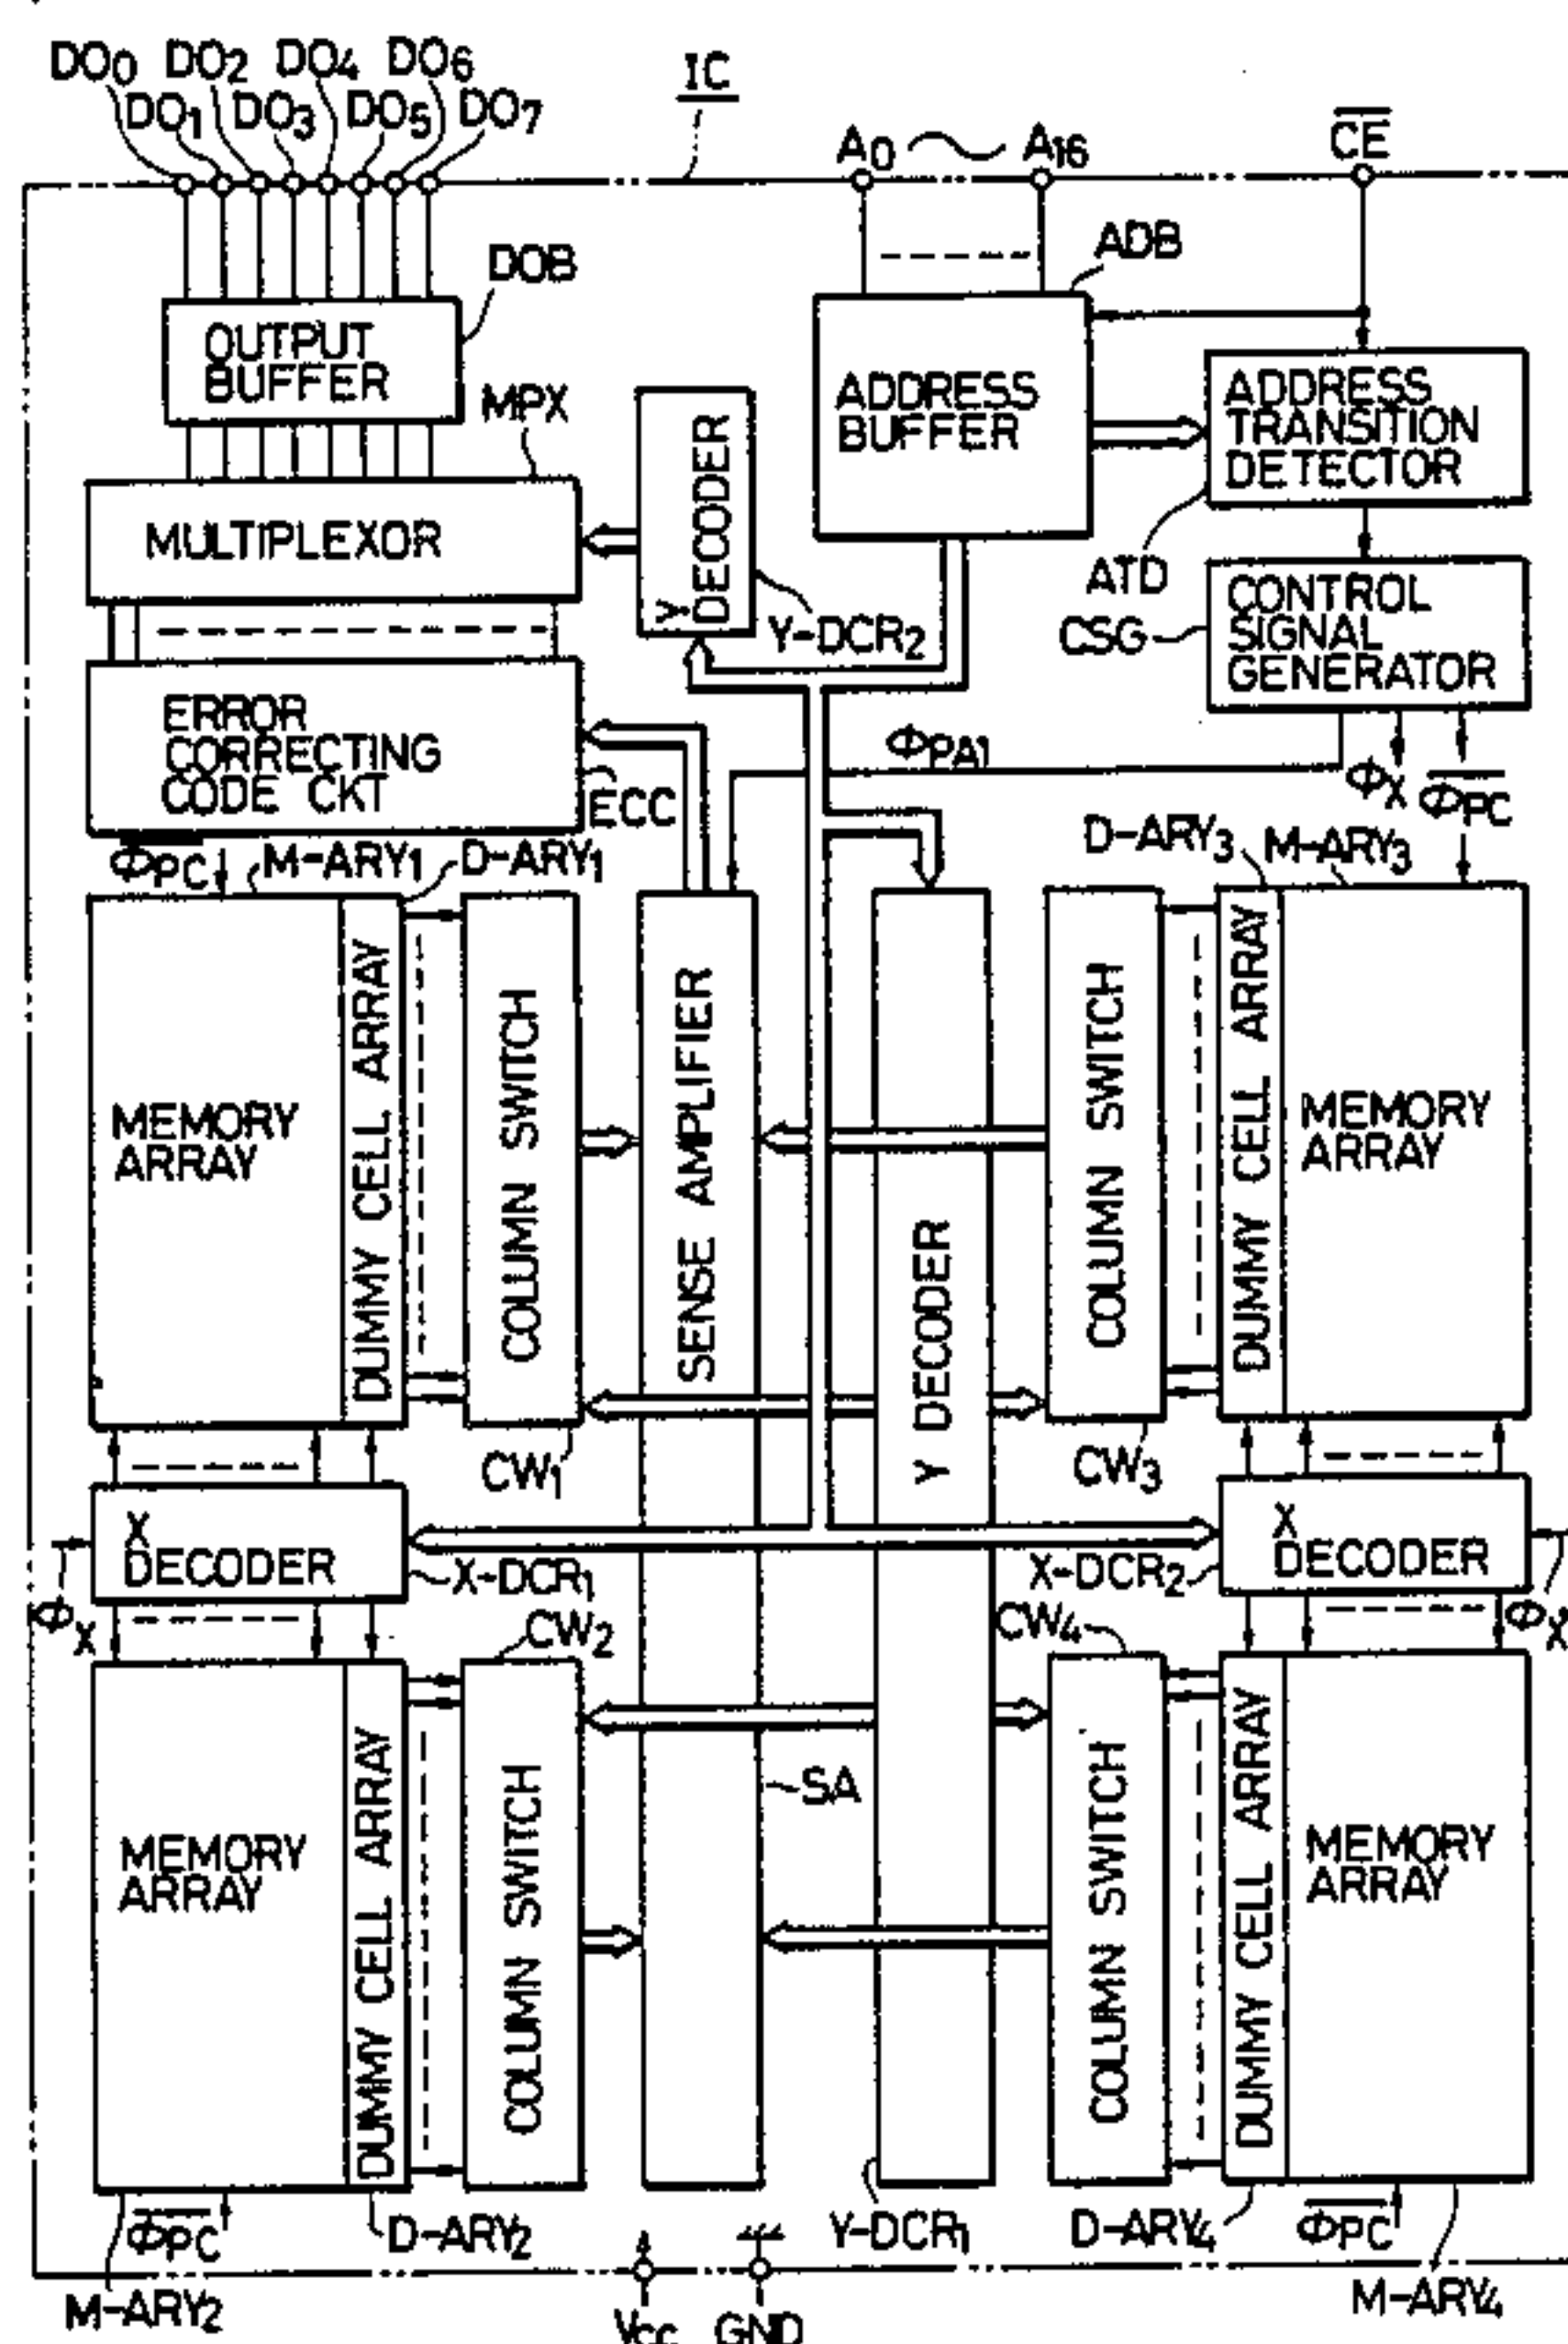 DO0 DO2 DO4 DO6
DO1 DO3 DO5 DO7
IC
A0 ~ A16
CE
DOB
ADB
OUTPUT
BUFFER
MPX
MULTIPLEXOR
Y
DECODER
Y-DCR2
ADDRESS
BUFFER
ADDRESS
TRANSITION
DETECTOR
ATD
CSG
CONTROL
SIGNAL
GENERATOR
ERROR
CORRECTING
CODE CKT
ECC
ΦPA1
ΦX
ΦPC
ΦPC
M-ARY1
D-ARY1
D-ARY3
M-ARY3
MEMORY
ARRAY
DUMMY CELL ARRAY
COLUMN SWITCH
SENSE AMPLIFIER
Y DECODER
COLUMN SWITCH
DUMMY CELL ARRAY
MEMORY
ARRAY
CW1
CW3
X
DECODER
X-DCR1
X-DCR2
X
DECODER
ΦX
ΦX
CW2
CW4
MEMORY
ARRAY
DUMMY CELL ARRAY
COLUMN SWITCH
SA
COLUMN SWITCH
DUMMY CELL ARRAY
MEMORY
ARRAY
ΦPC
D-ARY2
Y-DCR1
D-ARY4
ΦPC
M-ARY2
Vcc
GND
M-ARY4